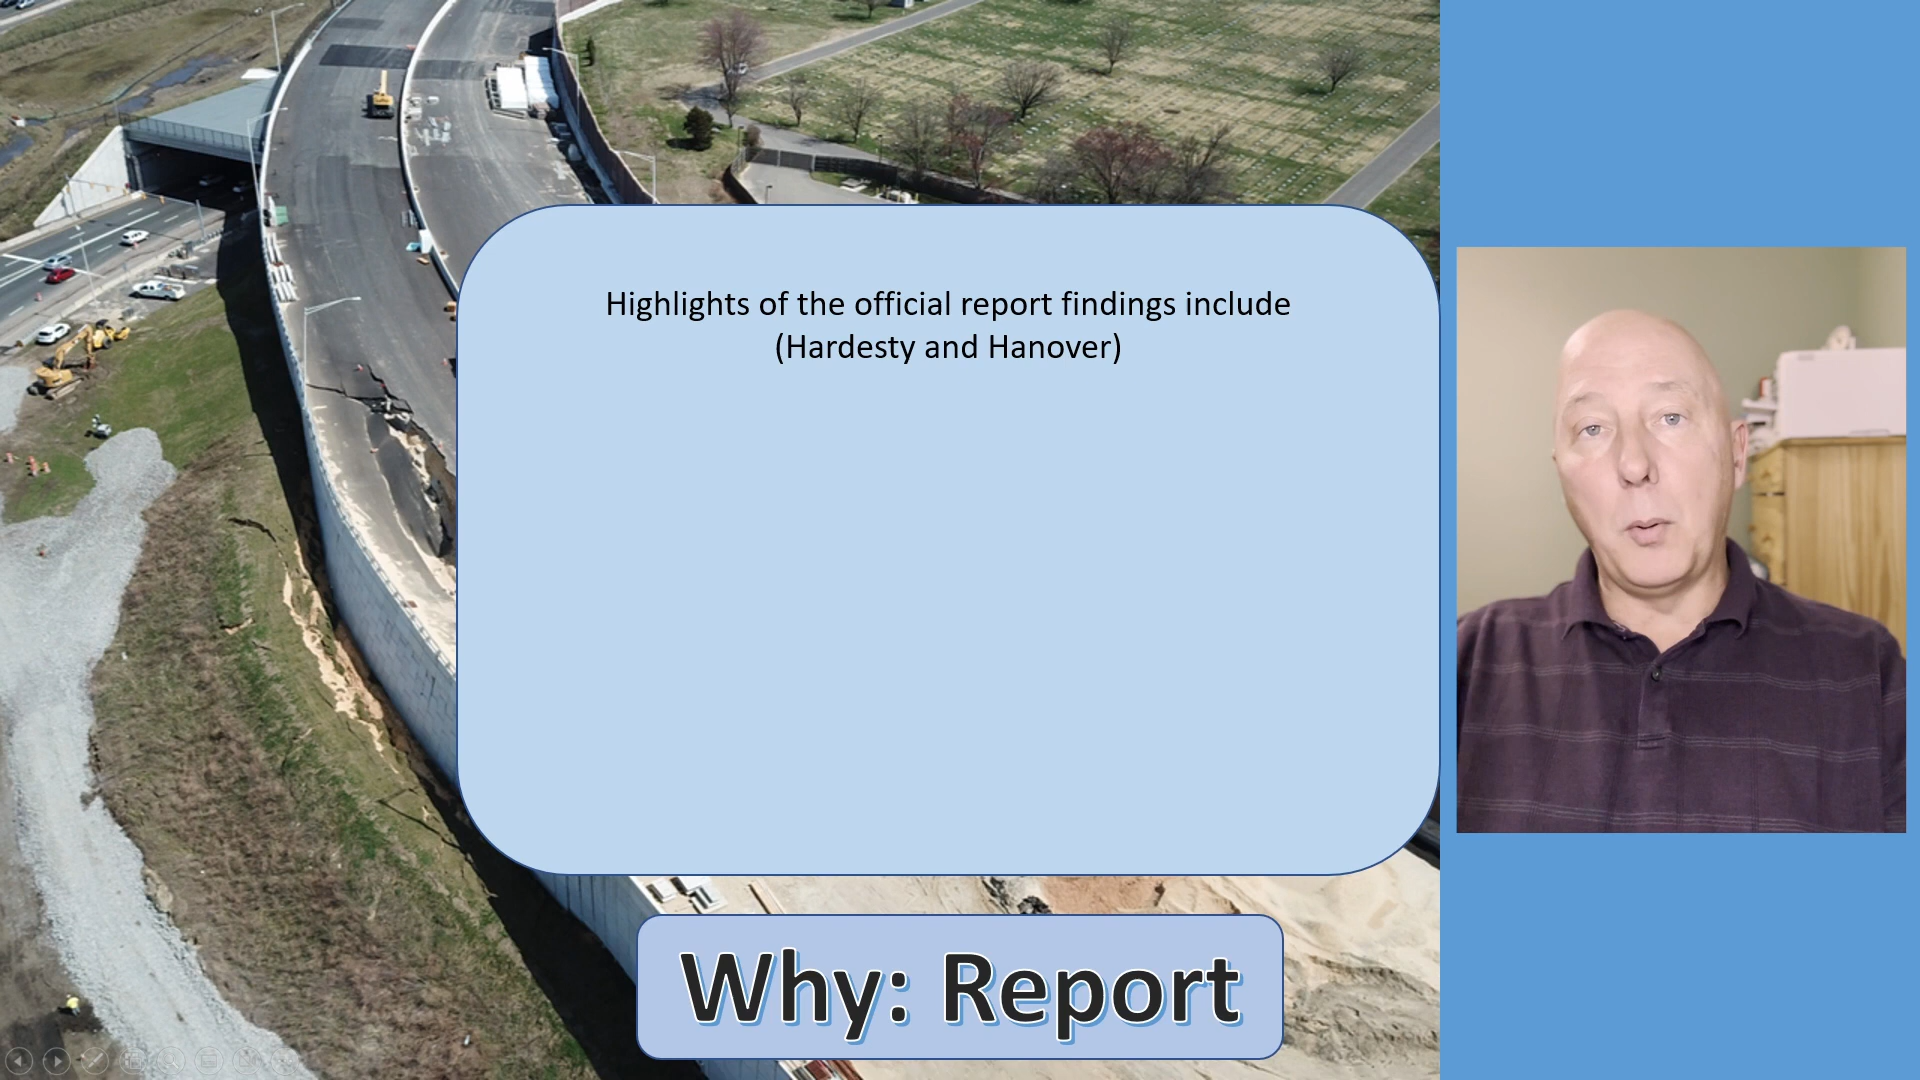 Highlights of the official report findings include
(Hardesty and Hanover)
Why: Report